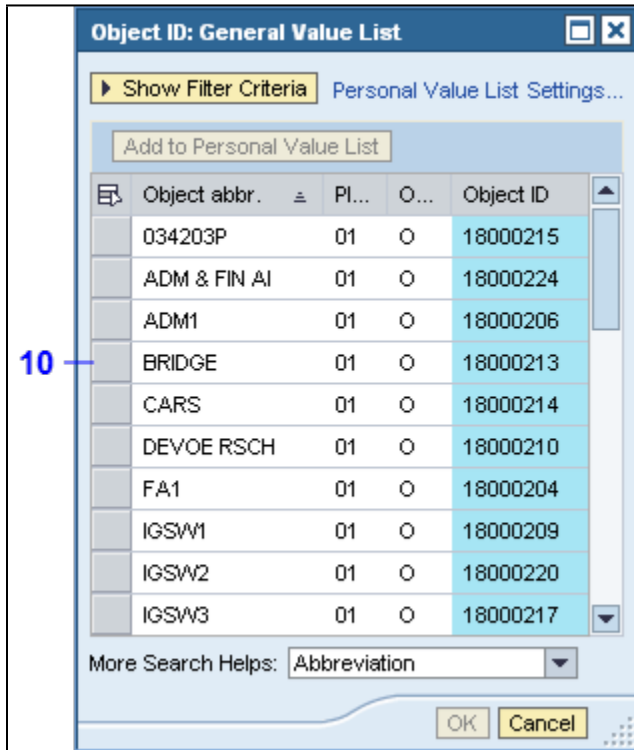 Object ID: General Value List
Show Filter Criteria Personal Value List Settings...
Add to Personal Value List
Object abbr. Pl... O... Object ID
034203P 01 O 18000215
ADM & FIN AI 01 O 18000224
ADM1 01 O 18000206
10 BRIDGE 01 O 18000213
CARS 01 O 18000214
DEVOE RSCH 01 O 18000210
FA1 01 O 18000204
IGSW1 01 O 18000209
IGSW2 01 O 18000220
IGSW3 01 O 18000217
More Search Helps: Abbreviation
OK Cancel